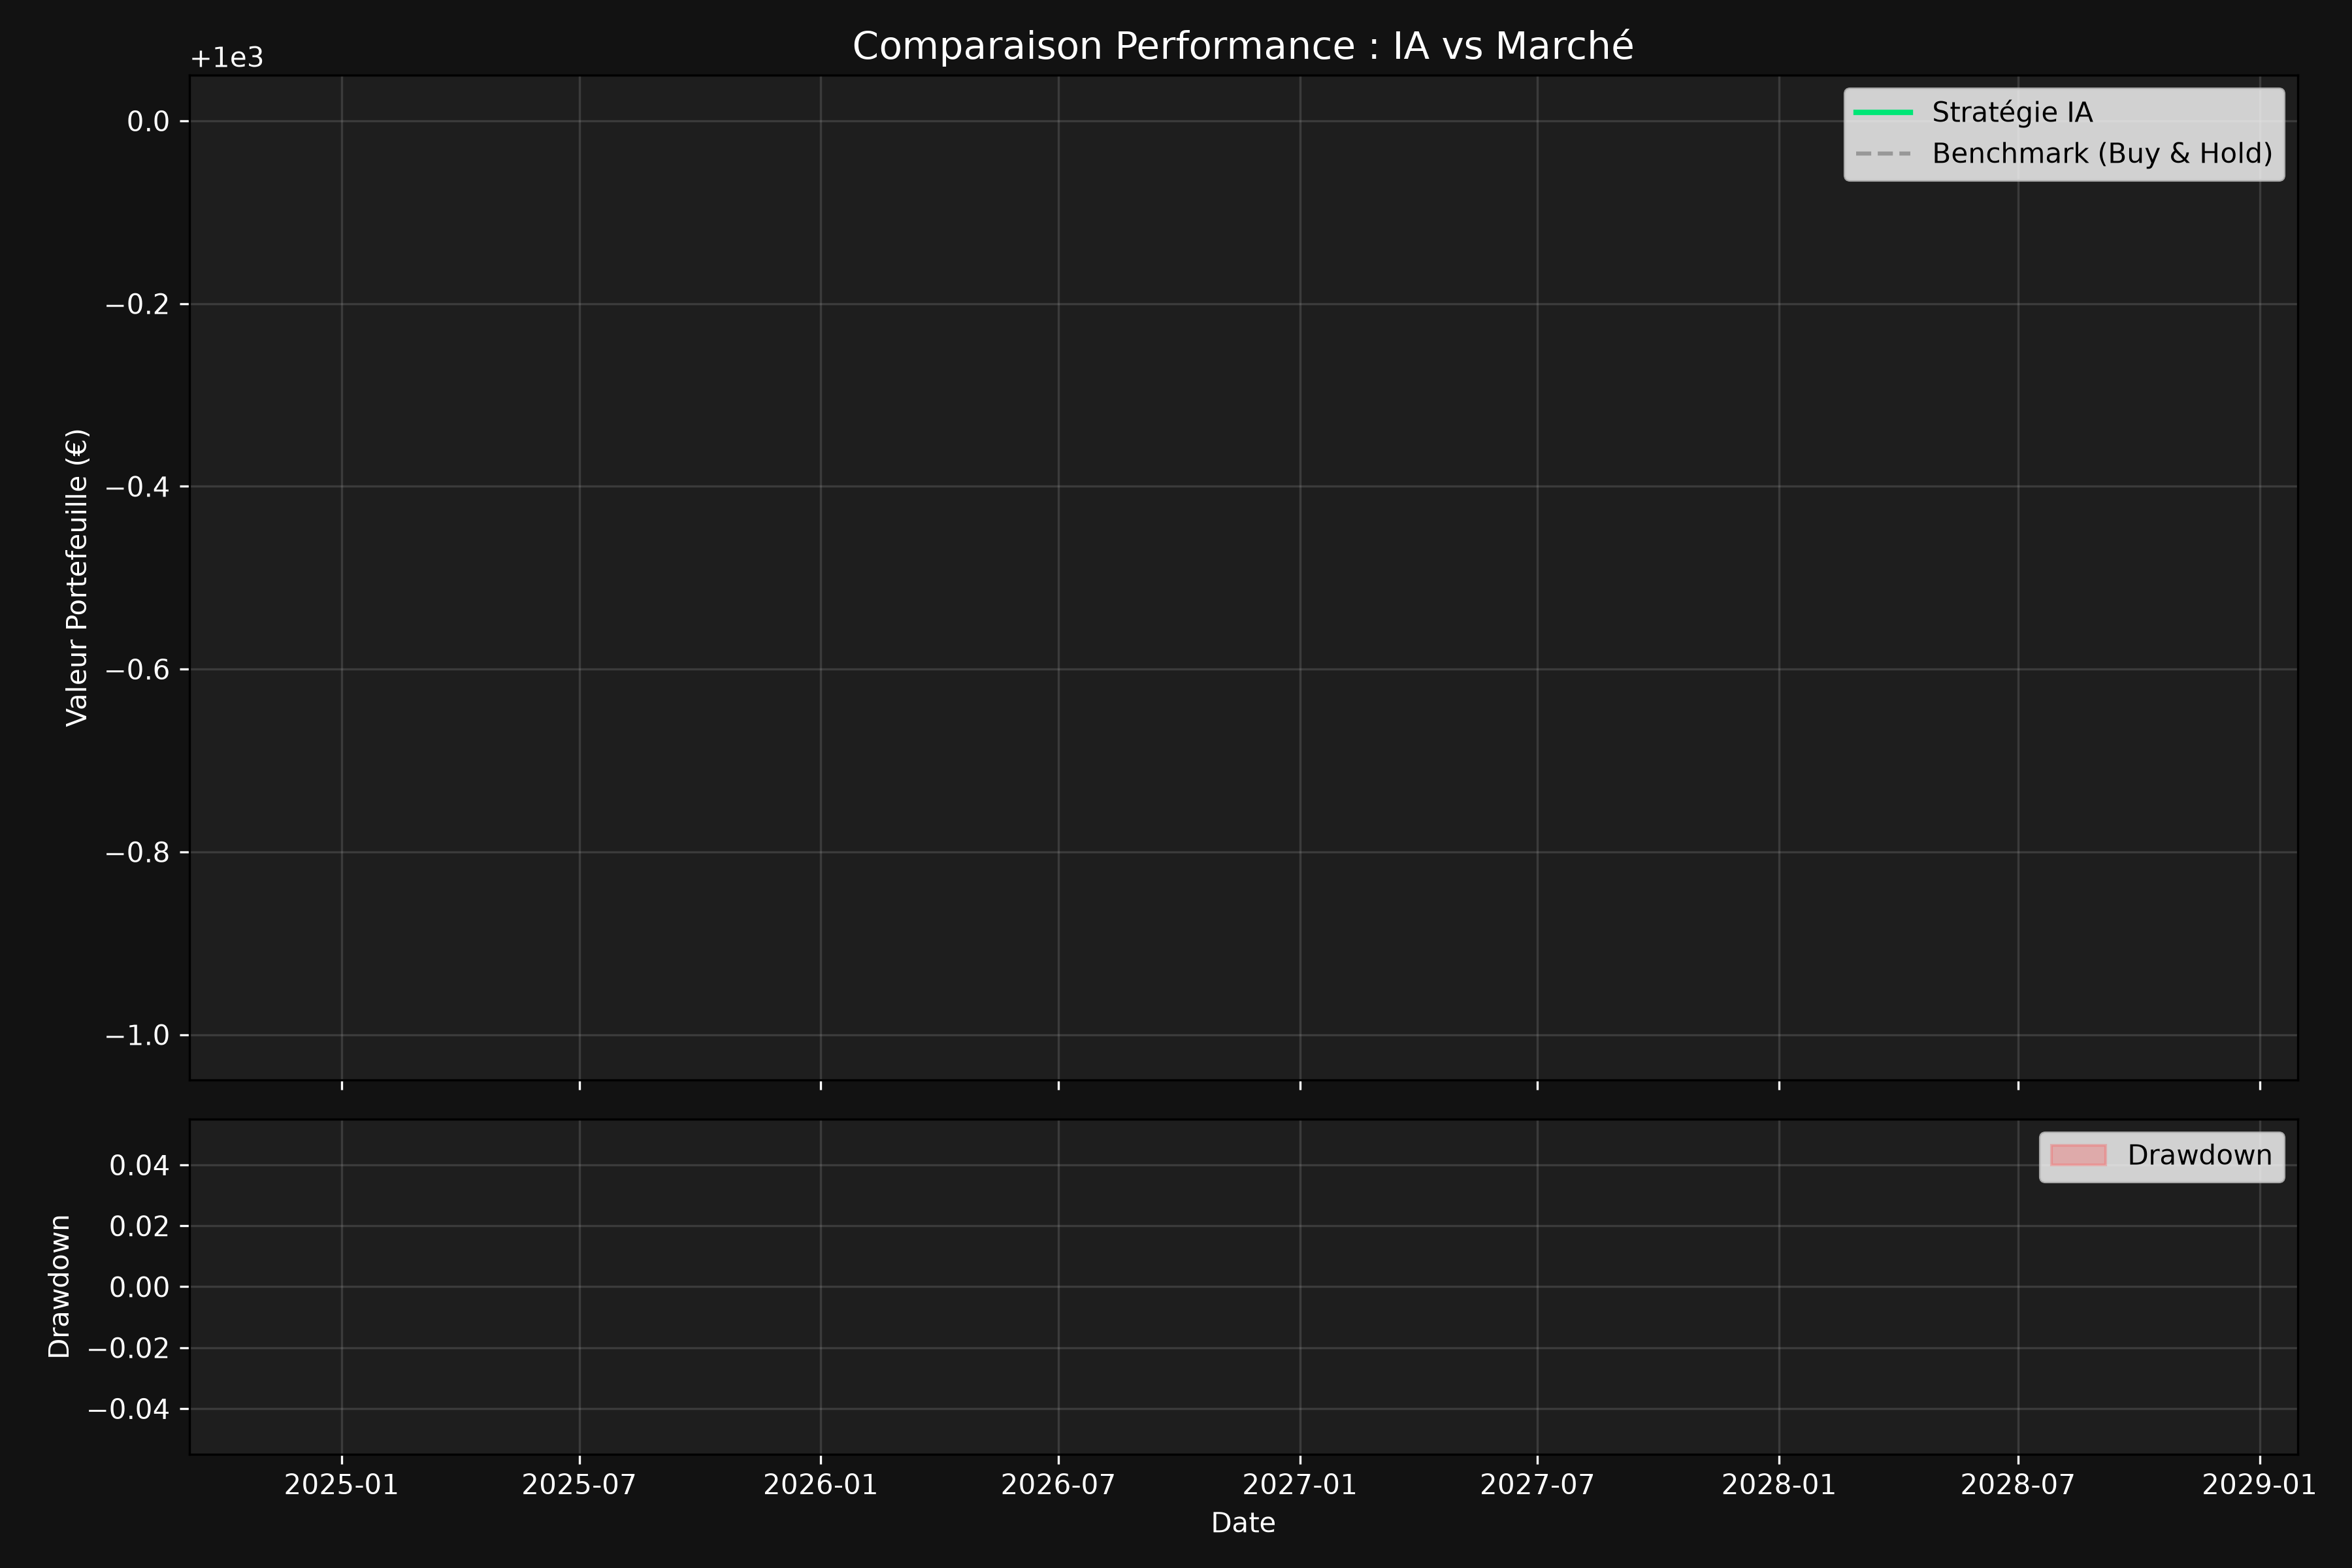 Comparaison Performance : IA vs Marché
+1e3
0.0
−0.2
−0.4
−0.6
−0.8
−1.0
Valeur Portefeuille (€)
Stratégie IA
Benchmark (Buy & Hold)
0.04
0.02
0.00
−0.02
−0.04
Drawdown
Drawdown
2025-01 2025-07 2026-01 2026-07 2027-01 2027-07 2028-01 2028-07 2029-01
Date